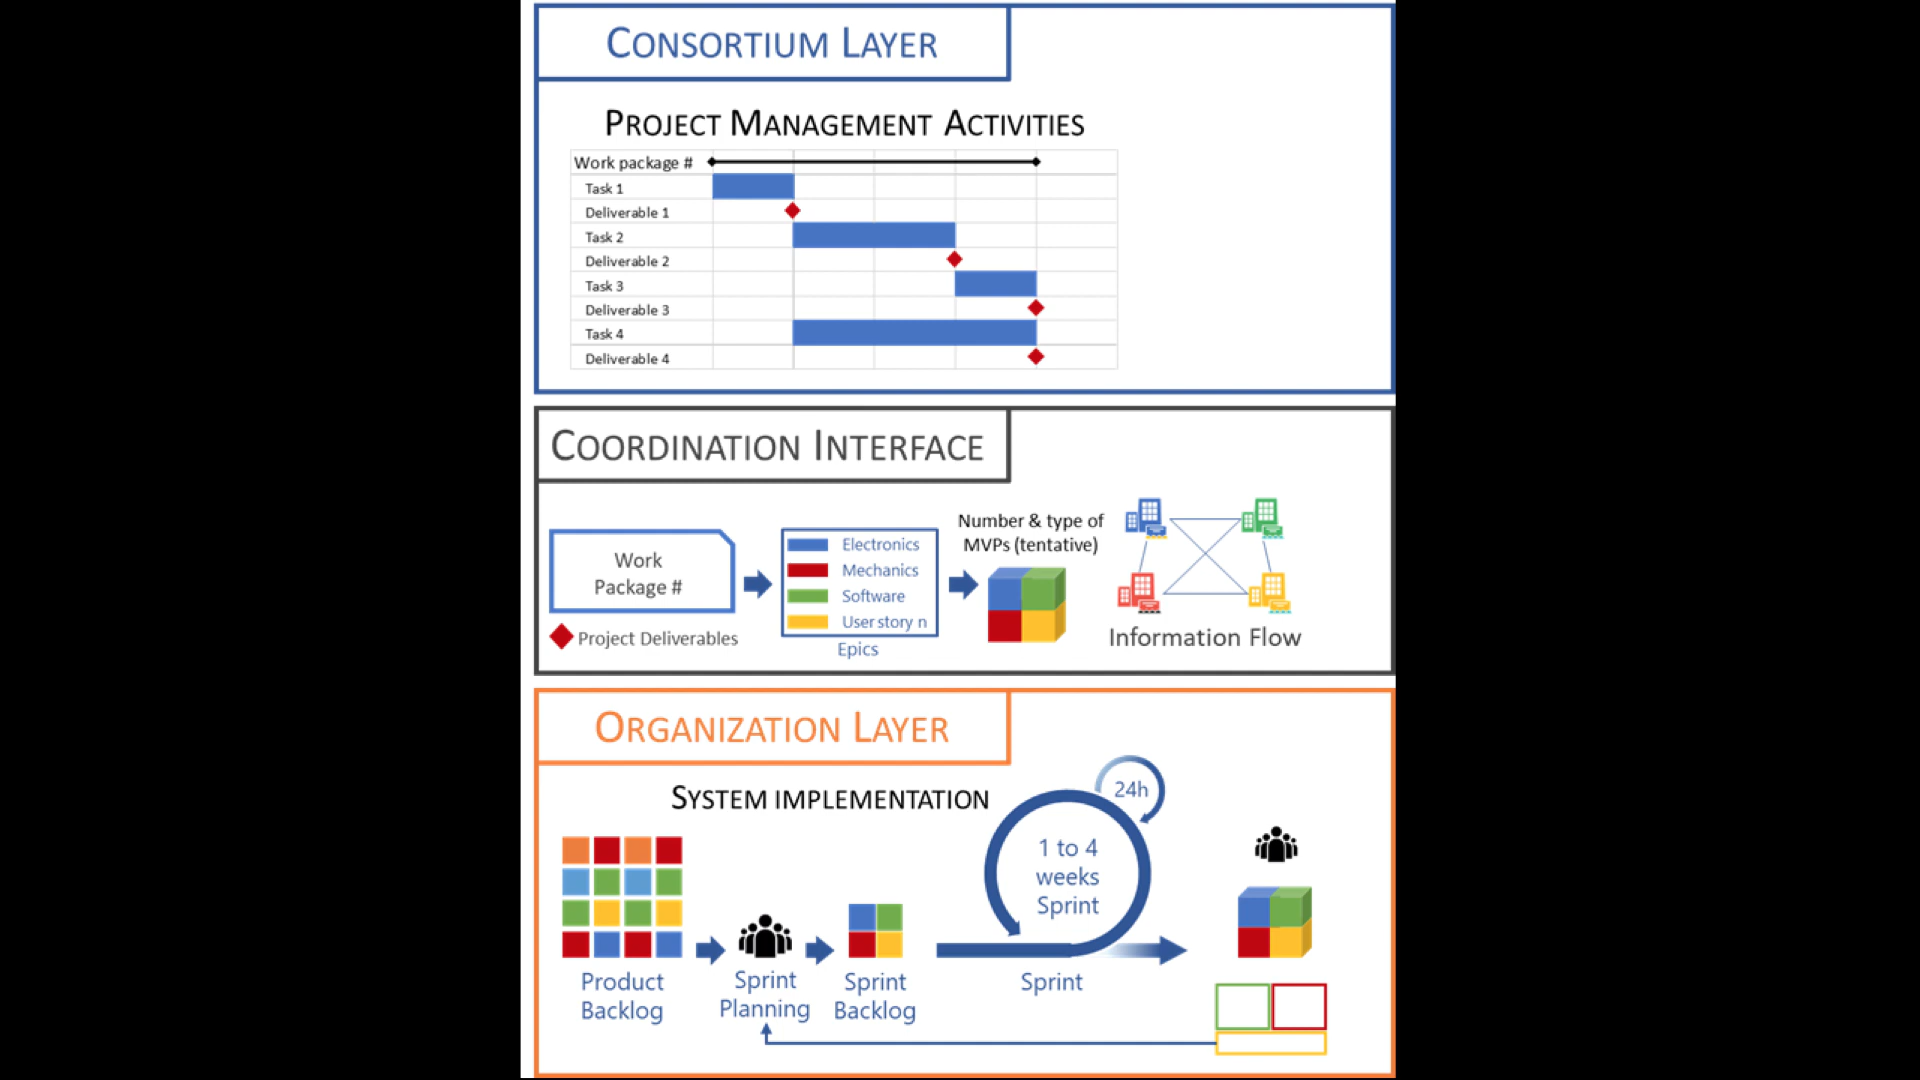 CONSORTIUM LAYER
PROJECT MANAGEMENT ACTIVITIES
Work package #
Task 1
Deliverable 1
Task 2
Deliverable 2
Task 3
Deliverable 3
Task 4
Deliverable 4
COORDINATION INTERFACE
Work
Package #
Project Deliverables
Electronics
Mechanics
Software
User story n
Epics
Number & type of
MVPs (tentative)
Information Flow
ORGANIZATION LAYER
SYSTEM IMPLEMENTATION
24h
1 to 4
weeks
Sprint
Product
Backlog
Sprint
Planning
Sprint
Backlog
Sprint